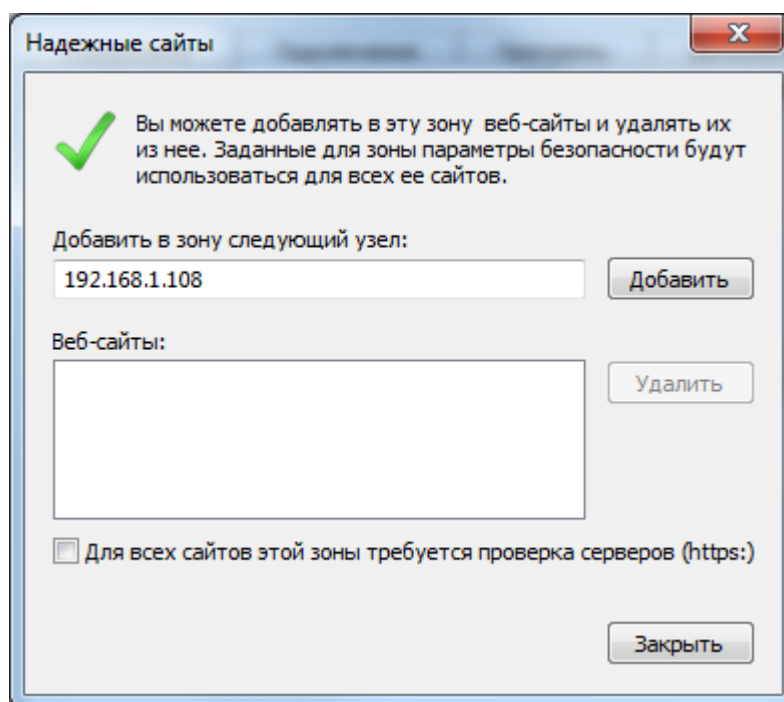 Надежные сайты
Вы можете добавлять в эту зону веб-сайты и удалять их
из нее. Заданные для зоны параметры безопасности будут
использоваться для всех ее сайтов.
Добавить в зону следующий узел:
192.168.1.108
Добавить
Веб-сайты:
Удалить
Для всех сайтов этой зоны требуется проверка серверов (https:)
Закрыть